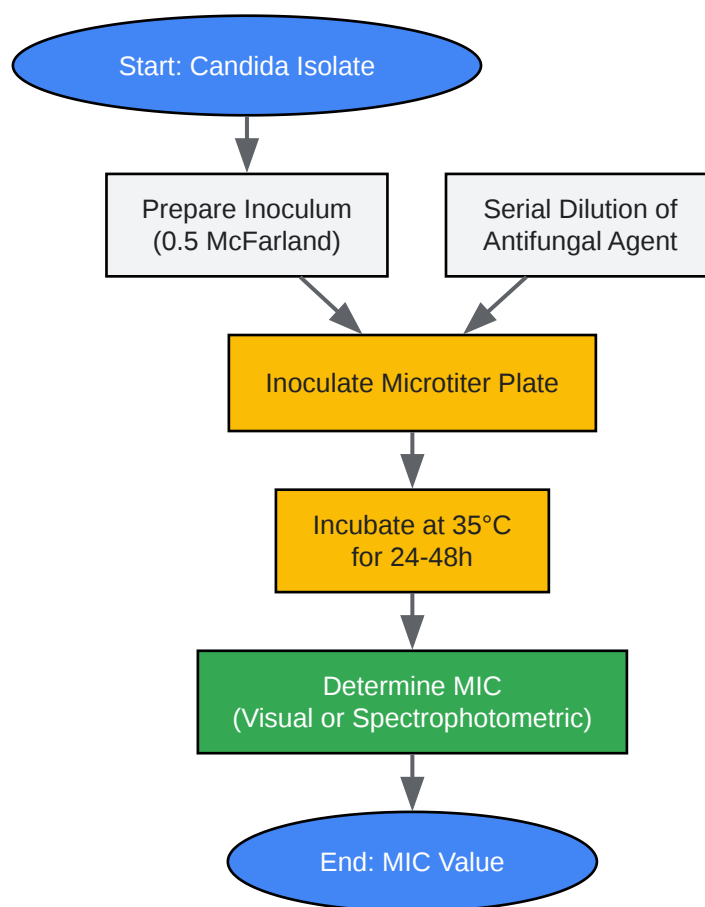 Start: Candida Isolate
Prepare Inoculum
(0.5 McFarland)
Serial Dilution of
Antifungal Agent
Inoculate Microtiter Plate
Incubate at 35°C
for 24-48h
Determine MIC
(Visual or Spectrophotometric)
End: MIC Value